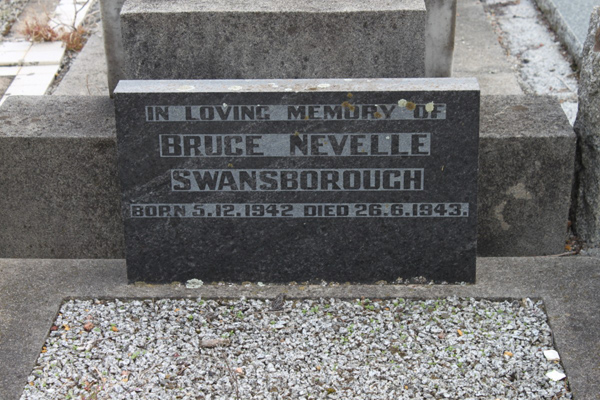 IN LOVING MEMORY OF
BRUCE NEVELLE
SWANSBOROUGH
BORN 5.12.1942 DIED 26.6.1943.